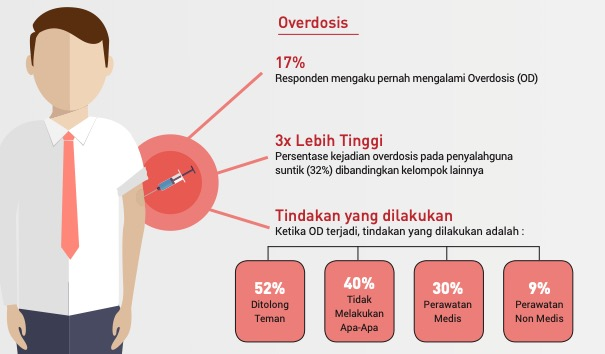 Overdosis
17%
Responden mengaku pernah mengalami Overdosis (OD)
3x Lebih Tinggi
Persentase kejadian overdosis pada penyalahguna
suntik (32%) dibandingkan kelompok lainnya
Tindakan yang dilakukan
Ketika OD terjadi, tindakan yang dilakukan adalah :
52%
Ditolong
Teman
40%
Tidak
Melakukan
Apa-Apa
30%
Perawatan
Medis
9%
Perawatan
Non Medis